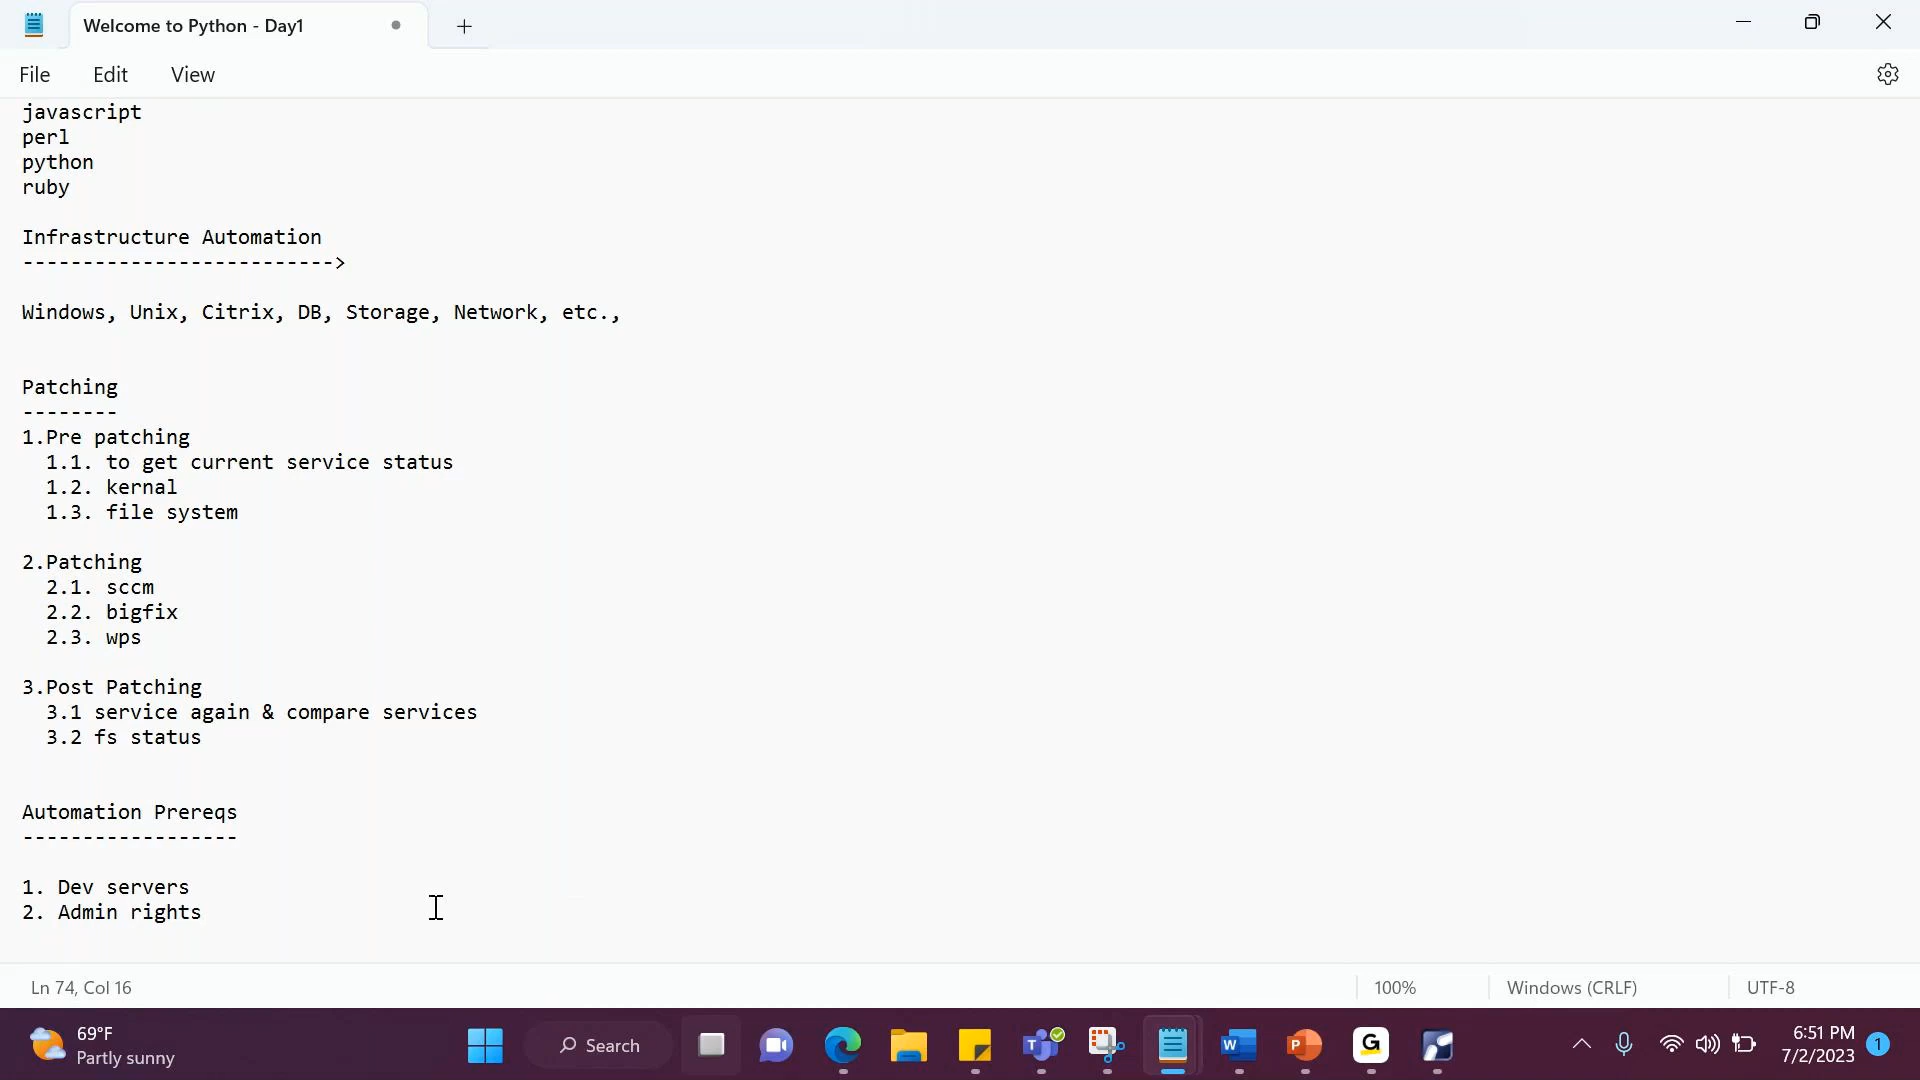 Welcome to Python - Day1
File Edit View
javascript
perl
python
ruby
Infrastructure Automation
-------------------------->
Windows, Unix, Citrix, DB, Storage, Network, etc.,
Patching
--------
1.Pre patching
1.1. to get current service status
1.2. kernal
1.3. file system
2.Patching
2.1. sccm
2.2. bigfix
2.3. wps
3.Post Patching
3.1 service again & compare services
3.2 fs status
Automation Prereqs
------------------
1. Dev servers
2. Admin rights
Ln 74, Col 16 100% Windows (CRLF) UTF-8
69°F
Partly sunny
Search
6:51 PM
7/2/2023
1